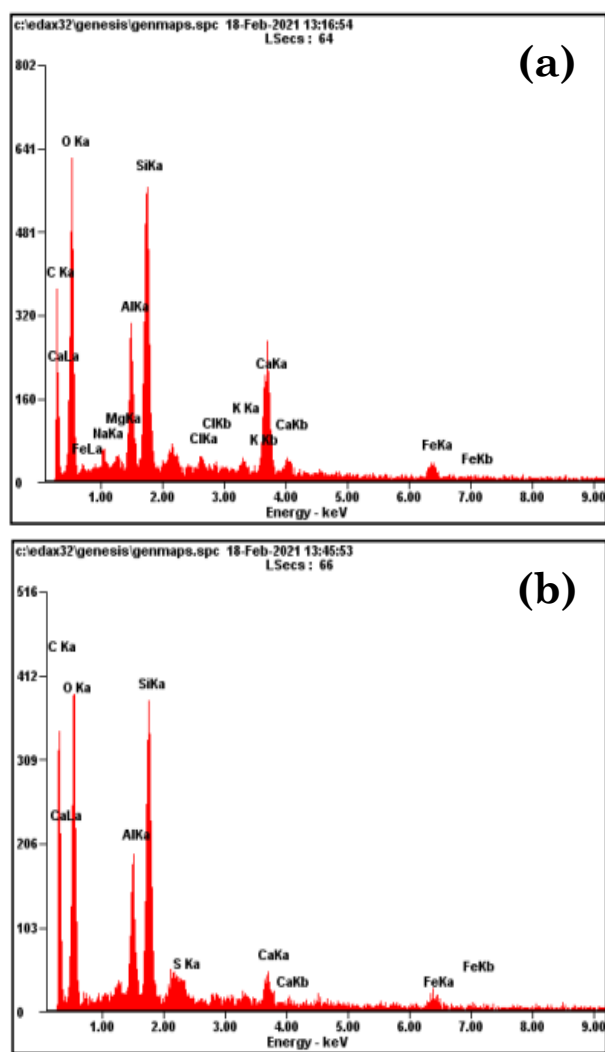 c:\edax32\genesis\genmaps.spc 18-Feb-2021 13:16:54
LSecs : 64
(a)
802
641
O Ka
SiKa
481
C Ka
320
AlKa
CaLa
CaKa
160
MgKa
K Ka
ClKb
CaKb
NaKa
FeLa
ClKa
K Kb
FeKa
FeKb
0
1.00 2.00 3.00 4.00 5.00 6.00 7.00 8.00 9.00
Energy - keV
c:\edax32\genesis\genmaps.spc 18-Feb-2021 13:45:53
LSecs : 66
(b)
516
C Ka
412
O Ka
SiKa
309
CaLa
206
AlKa
103
S Ka
CaKa
CaKb
FeKa
FeKb
0
1.00 2.00 3.00 4.00 5.00 6.00 7.00 8.00 9.00
Energy - keV